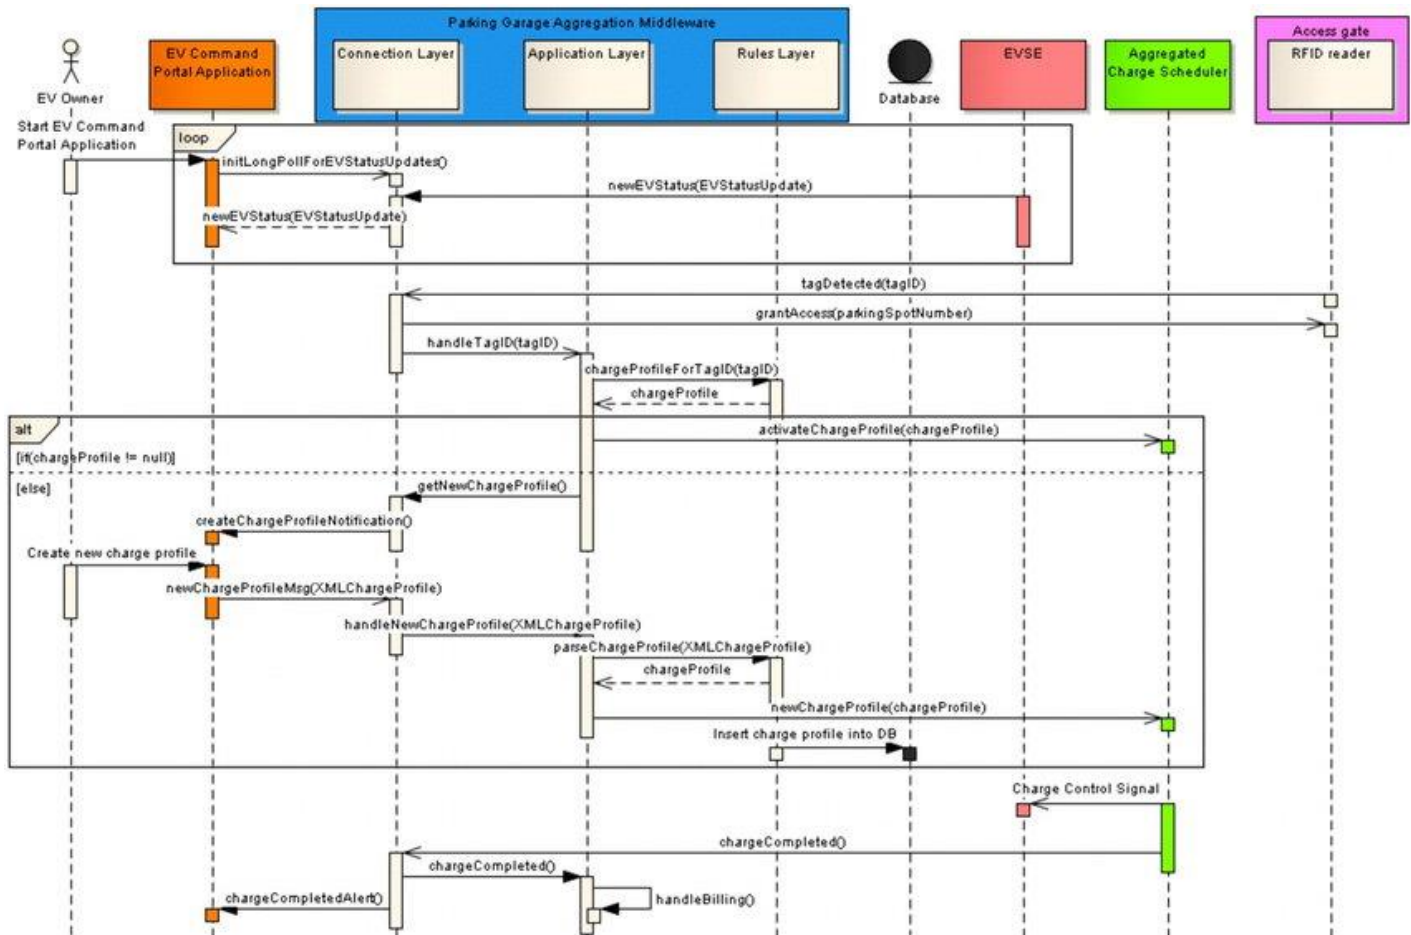 Parking Garage Aggregation Middleware
Access gate
EV Command
Portal Application
Connection Layer
Application Layer
Rules Layer
EVSE
Aggregated
Charge Scheduler
RFID reader
EV Owner
Database
Start EV Command
Portal Application
loop
initLongPollForEVStatusUpdates()
newEVStatus(EVStatusUpdate)
newEVStatus(EVStatusUpdate)
tagDetected(tagID)
grantAccess(parkingSpotNumber)
handleTagID(tagID)
chargeProfileForTagID(tagID)
chargeProfile
alt
activateChargeProfile(chargeProfile)
[if(chargeProfile != null)]
[else]
getNewChargeProfile()
createChargeProfileNotification()
Create new charge profile
newChargeProfileMsg(XMLChargeProfile)
handleNewChargeProfile(XMLChargeProfile)
parseChargeProfile(XMLChargeProfile)
chargeProfile
newChargeProfile(chargeProfile)
Insert charge profile into DB
Charge Control Signal
chargeCompleted()
chargeCompleted()
chargeCompletedAlert()
handleBilling()